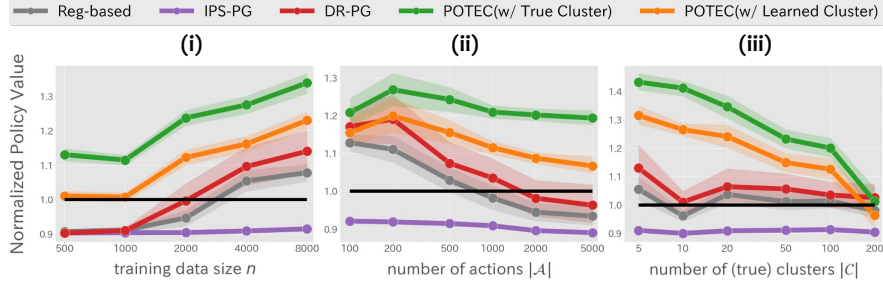 Reg-based IPS-PG DR-PG POTEC(w/ True Cluster) POTEC(w/ Learned Cluster)
(i) (ii) (iii)
Normalized Policy Value
1.3
1.2
1.1
1.0
0.9
500 1000 2000 4000 8000
training data size n
1.3
1.2
1.1
1.0
0.9
100 200 500 1000 2000 5000
number of actions |𝒜|
1.4
1.3
1.2
1.1
1.0
0.9
5 10 20 50 100 200
number of (true) clusters |𝒞|